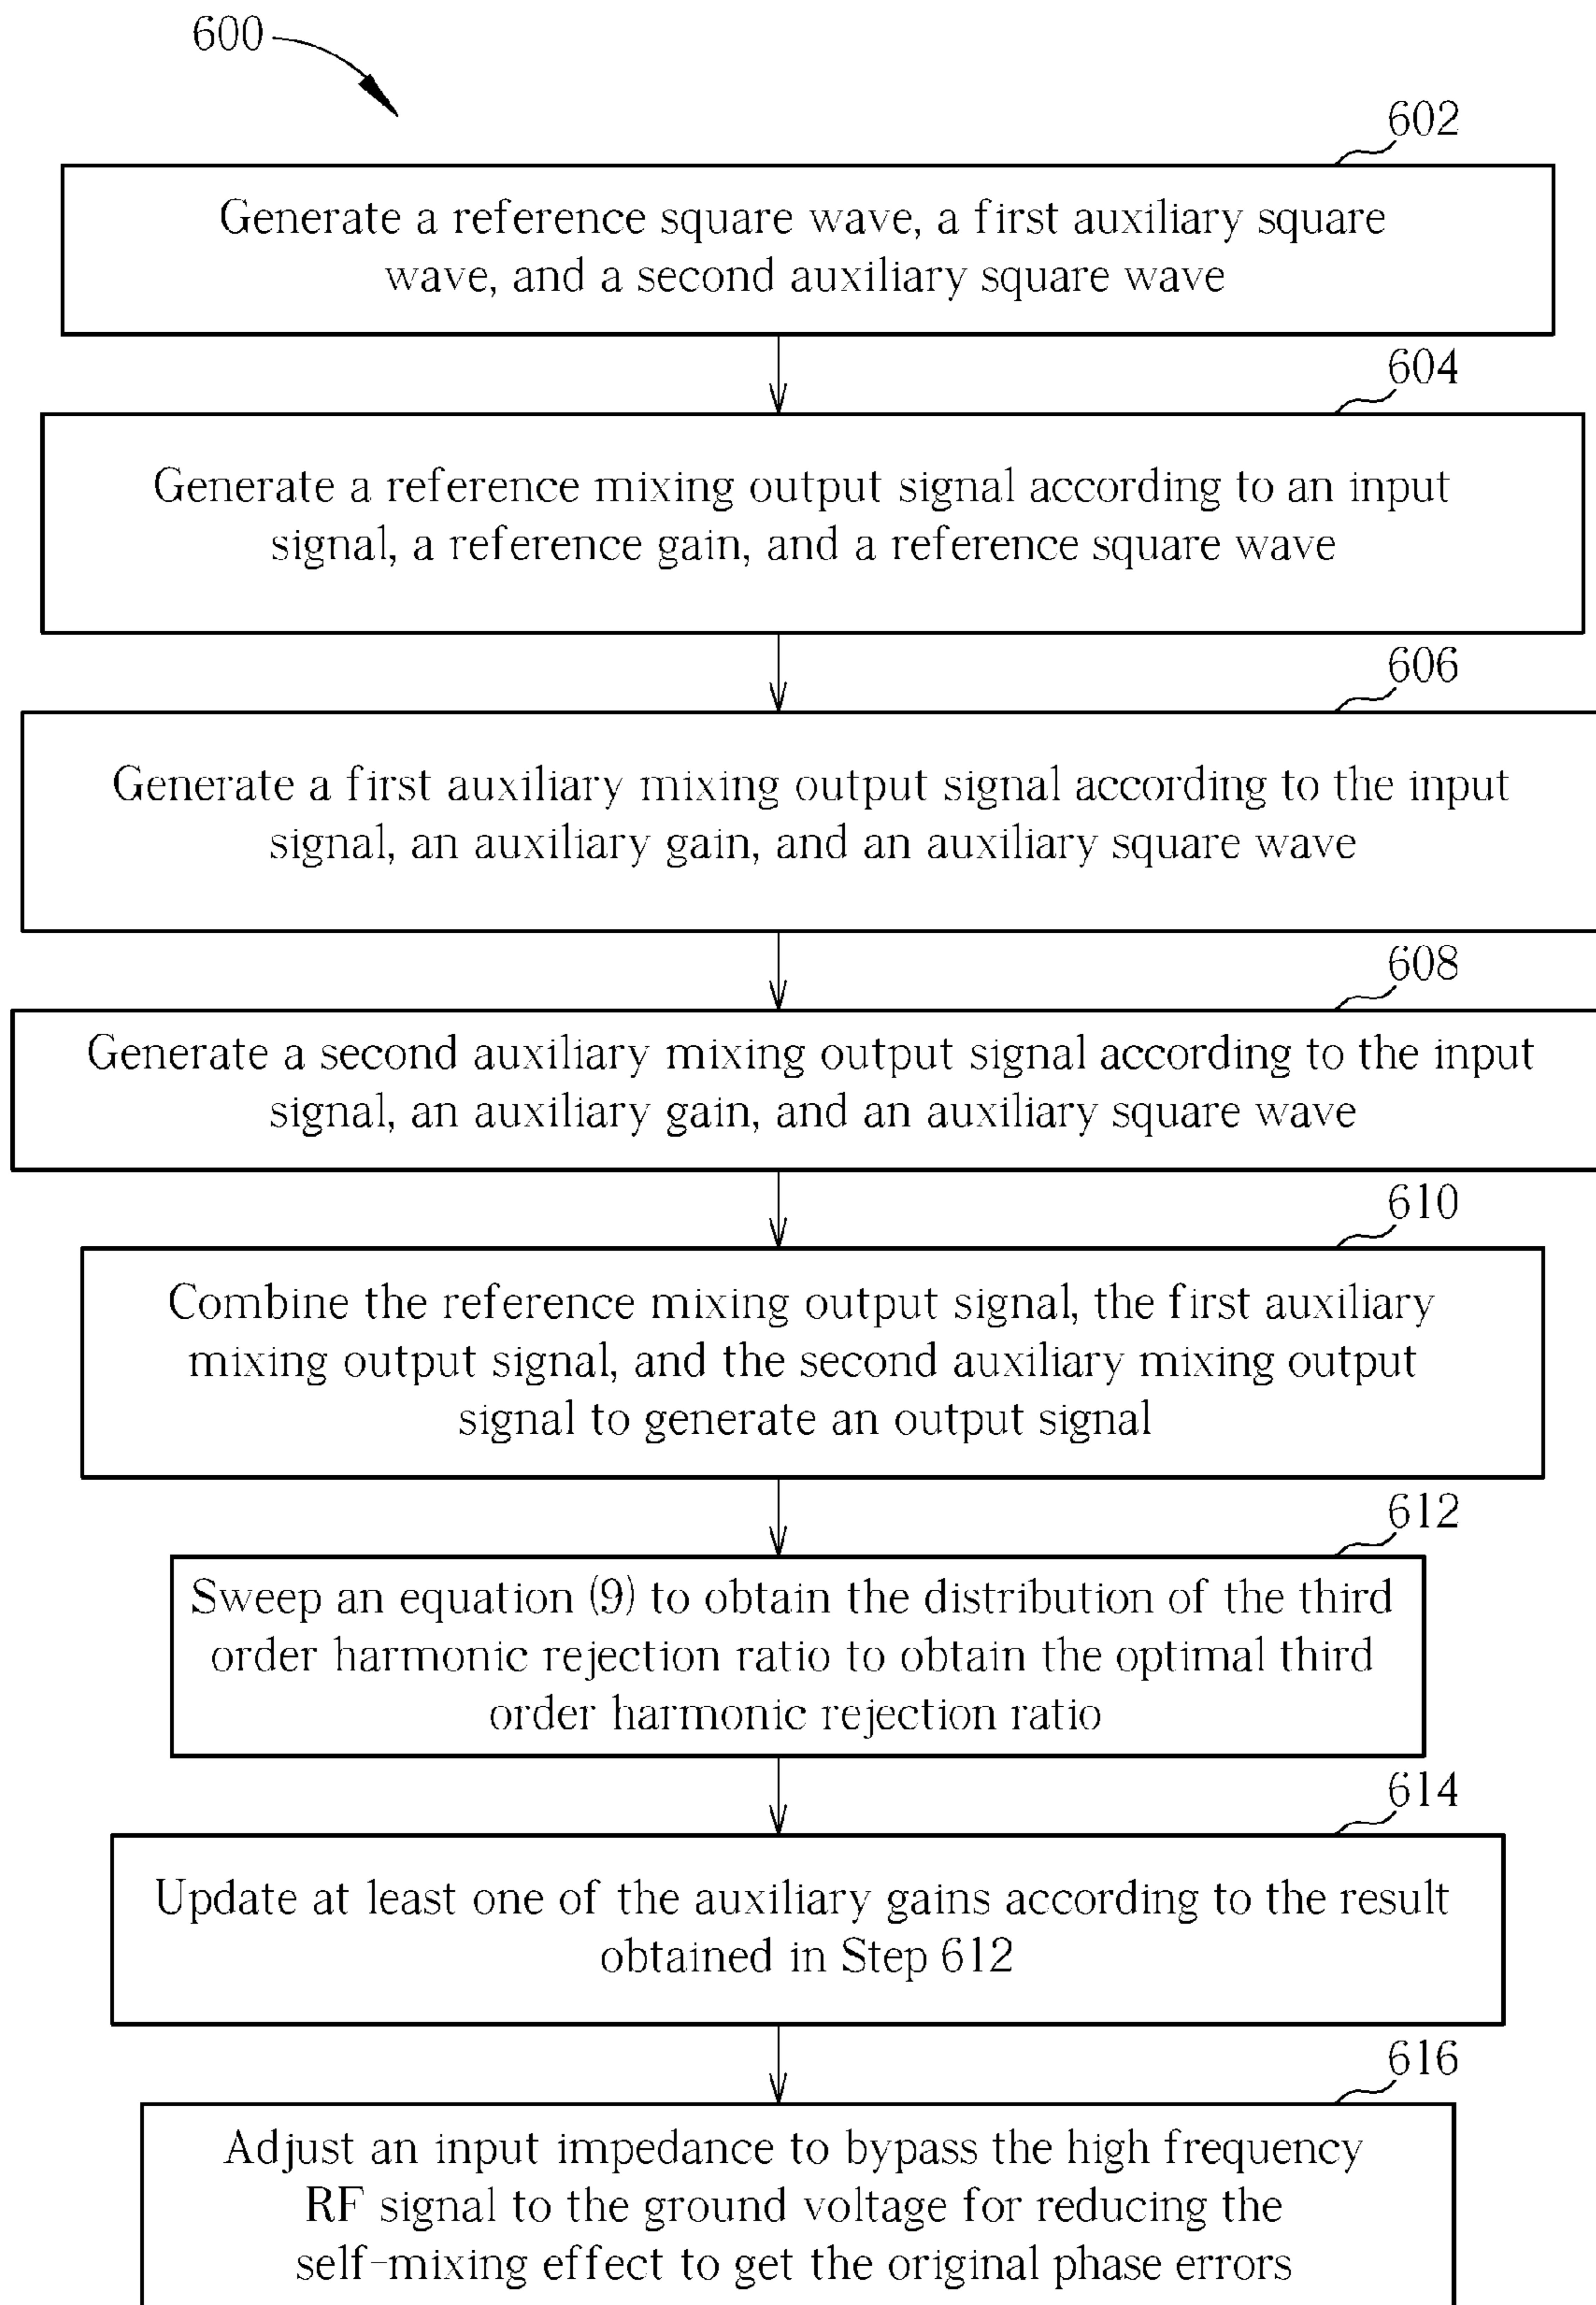 600
602
Generate a reference square wave, a first auxiliary square
wave, and a second auxiliary square wave
604
Generate a reference mixing output signal according to an input
signal, a reference gain, and a reference square wave
606
Generate a first auxiliary mixing output signal according to the input
signal, an auxiliary gain, and an auxiliary square wave
608
Generate a second auxiliary mixing output signal according to the input
signal, an auxiliary gain, and an auxiliary square wave
610
Combine the reference mixing output signal, the first auxiliary
mixing output signal, and the second auxiliary mixing output
signal to generate an output signal
612
Sweep an equation (9) to obtain the distribution of the third
order harmonic rejection ratio to obtain the optimal third
order harmonic rejection ratio
614
Update at least one of the auxiliary gains according to the result
obtained in Step 612
616
Adjust an input impedance to bypass the high frequency
RF signal to the ground voltage for reducing the
self-mixing effect to get the original phase errors